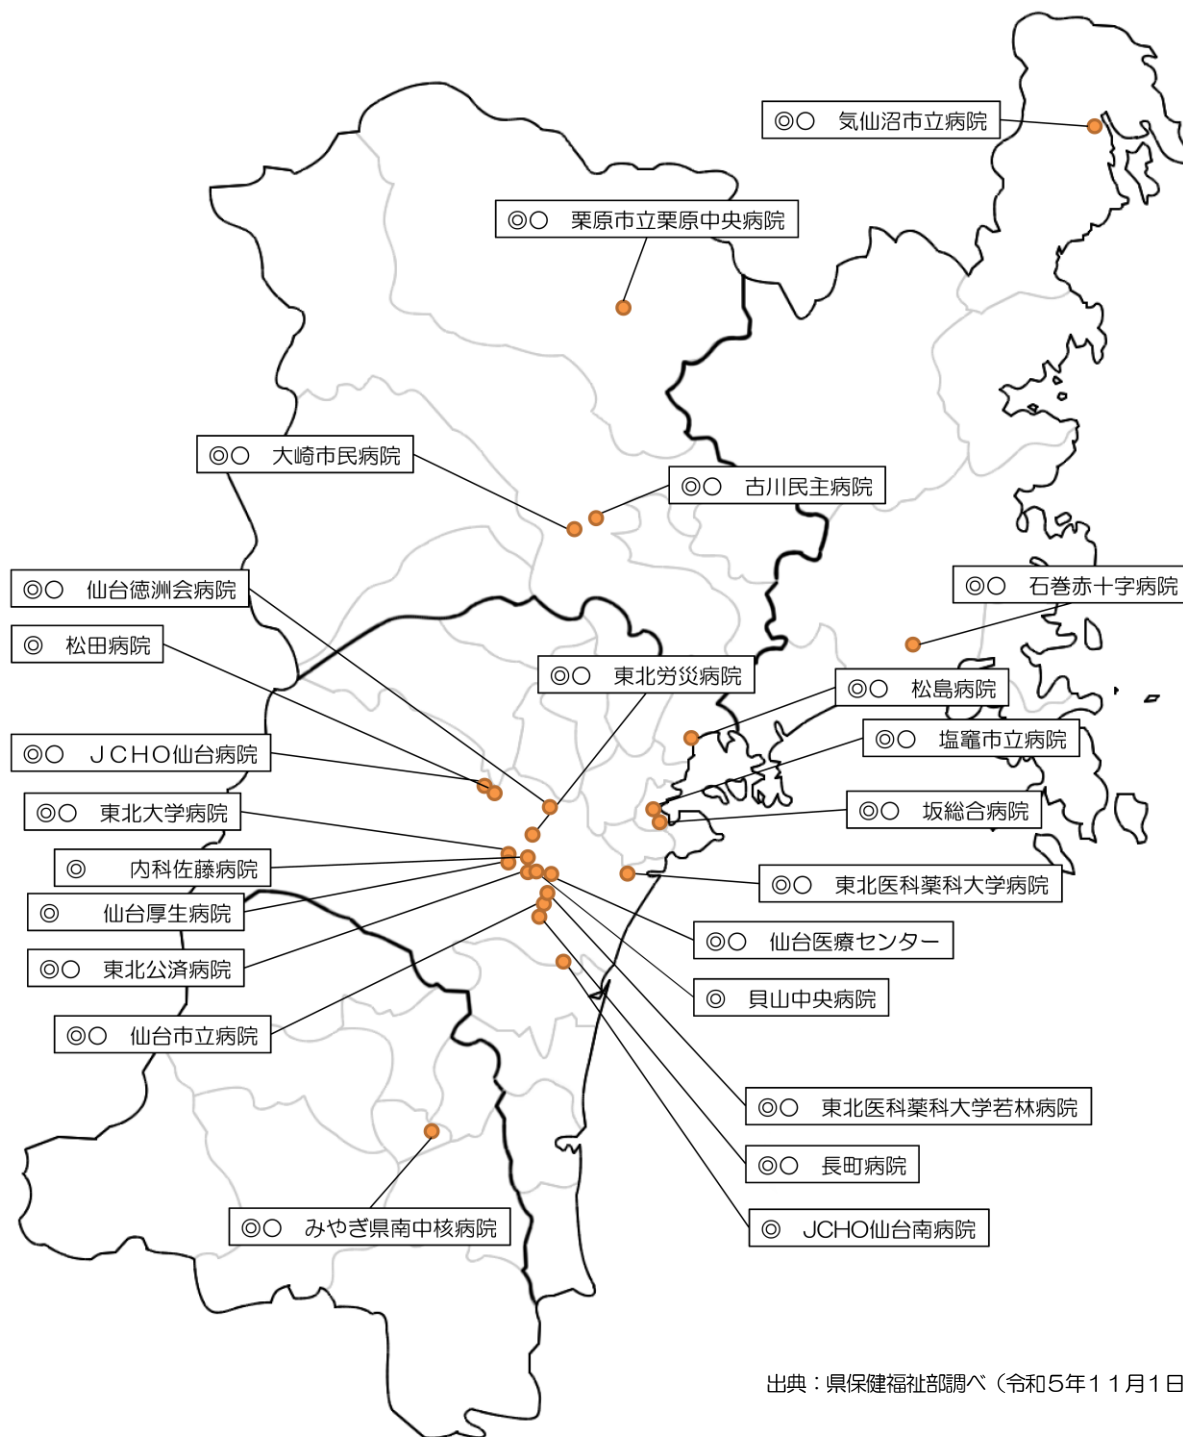 ◎○　気仙沼市立病院
◎○　栗原市立栗原中央病院
◎○　大崎市民病院
◎○　古川民主病院
◎○　仙台徳洲会病院
◎○　石巻赤十字病院
◎　松田病院
◎○　東北労災病院
◎○　松島病院
◎○　塩竈市立病院
◎○　ＪＣＨＯ仙台病院
◎○　東北大学病院
◎○　坂総合病院
◎　内科佐藤病院
◎○　東北医科薬科大学病院
◎　仙台厚生病院
◎○　仙台医療センター
◎○　東北公済病院
◎　貝山中央病院
◎○　仙台市立病院
◎○　東北医科薬科大学若林病院
◎○　長町病院
◎○　みやぎ県南中核病院
◎　JCHO仙台南病院
出典：県保健福祉部調べ（令和５年１１月１日